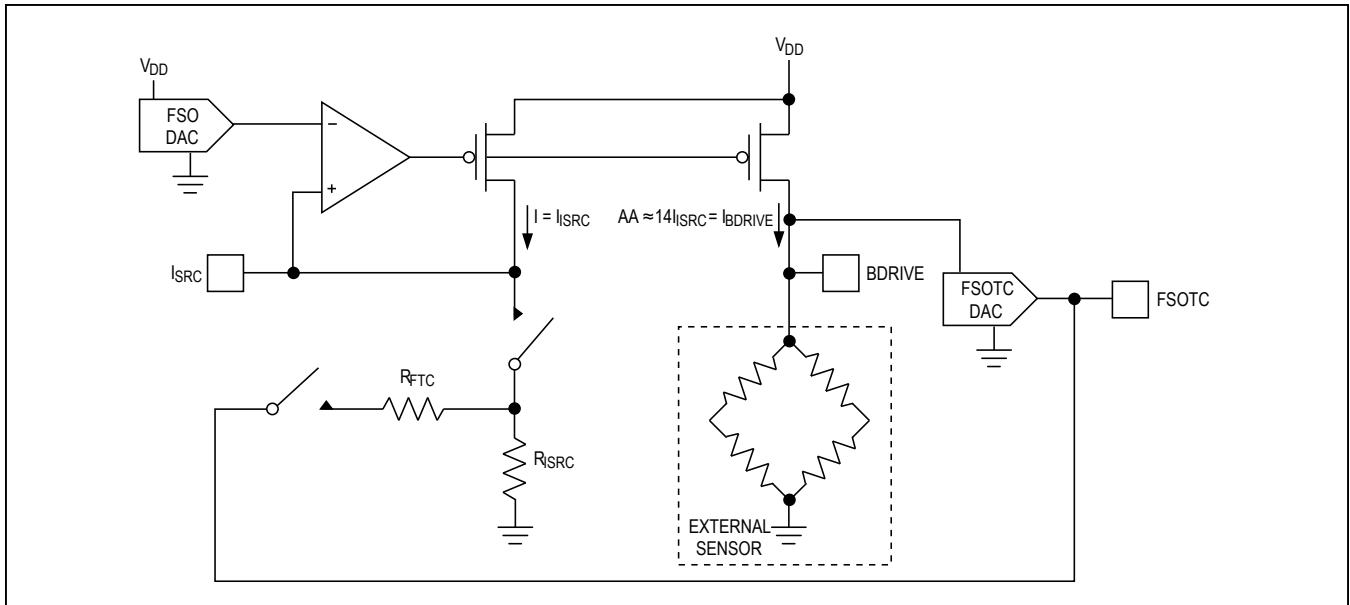 VDD
VDD
FSO
DAC
−
+
I = IISRC
AA ≈ 14IISRC = IBDRIVE
ISRC
BDRIVE
FSOTC
DAC
FSOTC
RFTC
RISRC
EXTERNAL
SENSOR